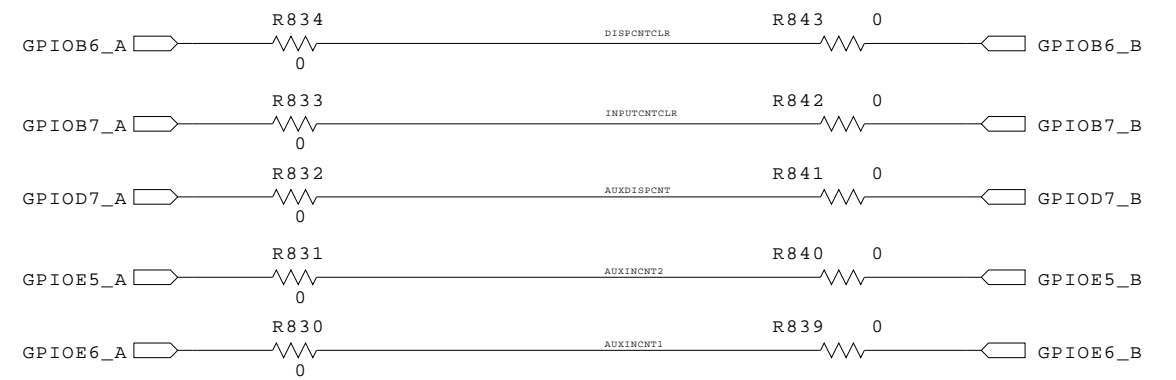 R834 R843 0
GPIOB6_A DISPCNTCLR GPIOB6_B
0
R833 R842 0
GPIOB7_A INPUTCNTCLR GPIOB7_B
0
R832 R841 0
GPIOD7_A AUXDISPCNT GPIOD7_B
0
R831 R840 0
GPIOE5_A AUXINCNT2 GPIOE5_B
0
R830 R839 0
GPIOE6_A AUXINCNT1 GPIOE6_B
0